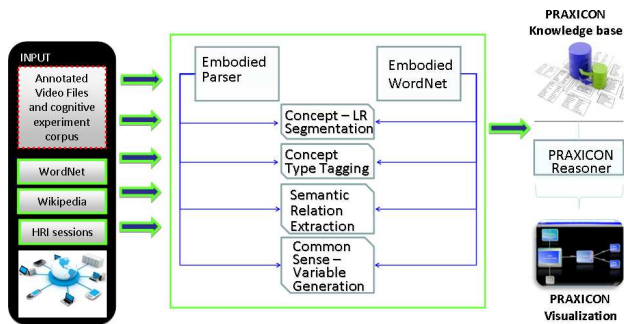 INPUT
Annotated
Video Files
and cognitive
experiment
corpus
WordNet
Wikipedia
HRI sessions
Embodied
Parser
Embodied
WordNet
Concept – LR
Segmentation
Concept
Type Tagging
Semantic
Relation
Extraction
Common
Sense –
Variable
Generation
PRAXICON
Knowledge base
PRAXICON
Reasoner
PRAXICON
Visualization